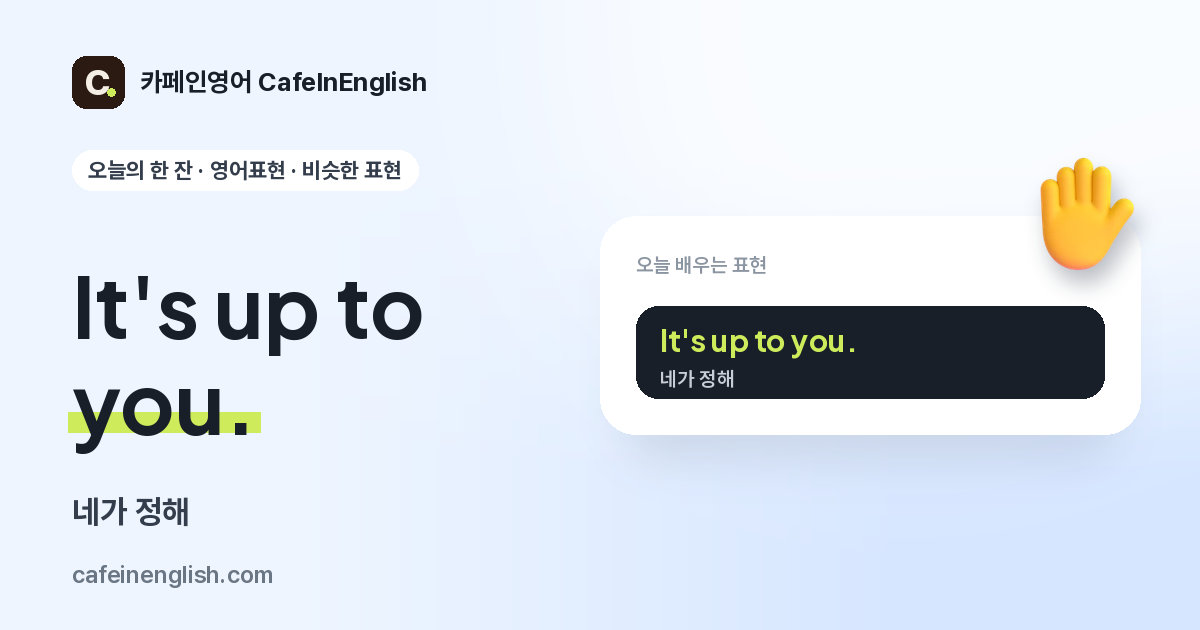 C
카페인영어 CafeInEnglish
오늘의 한 잔 · 영어표현 · 비슷한 표현
It's up to
you.
네가 정해
cafeinenglish.com
오늘 배우는 표현
It's up to you.
네가 정해